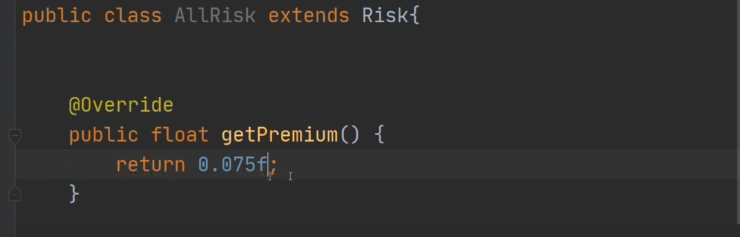 public class AllRisk extends Risk{
@Override
public float getPremium() {
return 0.075f;
}